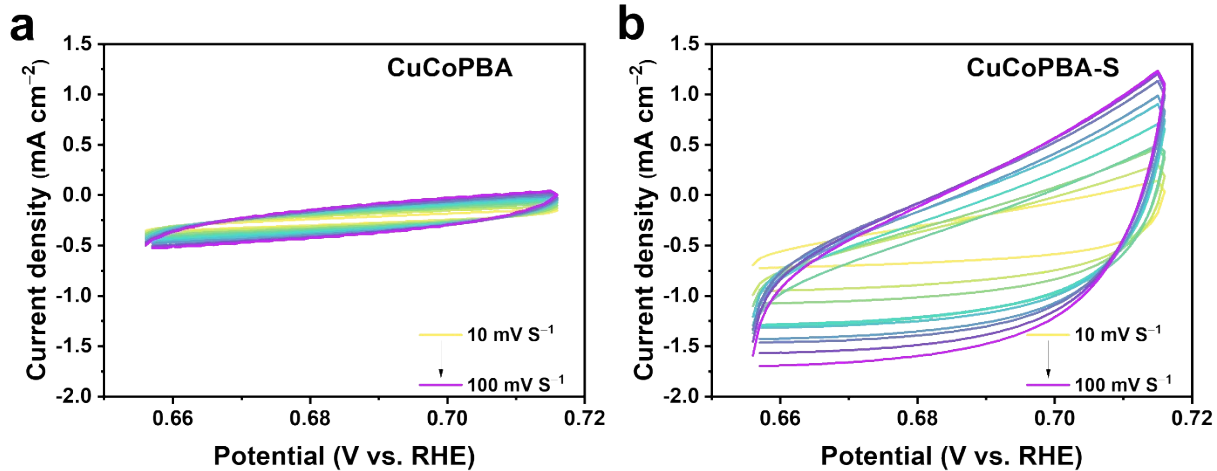 a
CuCoPBA
Current density (mA cm⁻²)
1.5
1.0
0.5
0.0
-0.5
-1.0
-1.5
-2.0
10 mV S⁻¹
100 mV S⁻¹
0.66
0.68
0.70
0.72
Potential (V vs. RHE)
b
CuCoPBA-S
Current density (mA cm⁻²)
1.5
1.0
0.5
0.0
-0.5
-1.0
-1.5
-2.0
10 mV S⁻¹
100 mV S⁻¹
0.66
0.68
0.70
0.72
Potential (V vs. RHE)